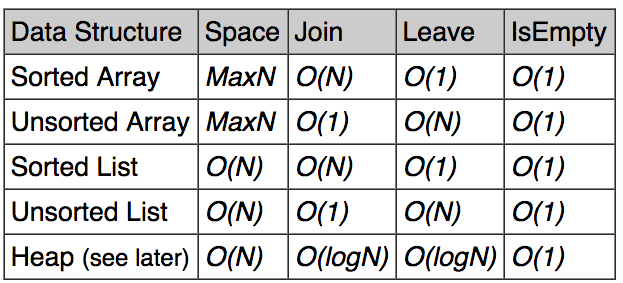 Data Structure Space Join Leave IsEmpty
Sorted Array MaxN O(N) O(1) O(1)
Unsorted Array MaxN O(1) O(N) O(1)
Sorted List O(N) O(N) O(1) O(1)
Unsorted List O(N) O(1) O(N) O(1)
Heap (see later) O(N) O(logN) O(logN) O(1)